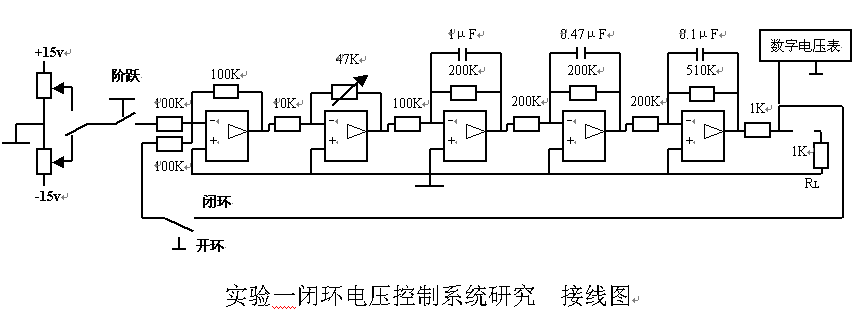 +15v
-15v
阶跃
100K
100K
100K
-
+
10K
47K
-
+
100K
1μF
200K
-
+
200K
0.47μF
200K
-
+
200K
0.1μF
510K
-
+
1K
数字电压表
1K
RL
闭环
开环
实验一闭环电压控制系统研究 接线图